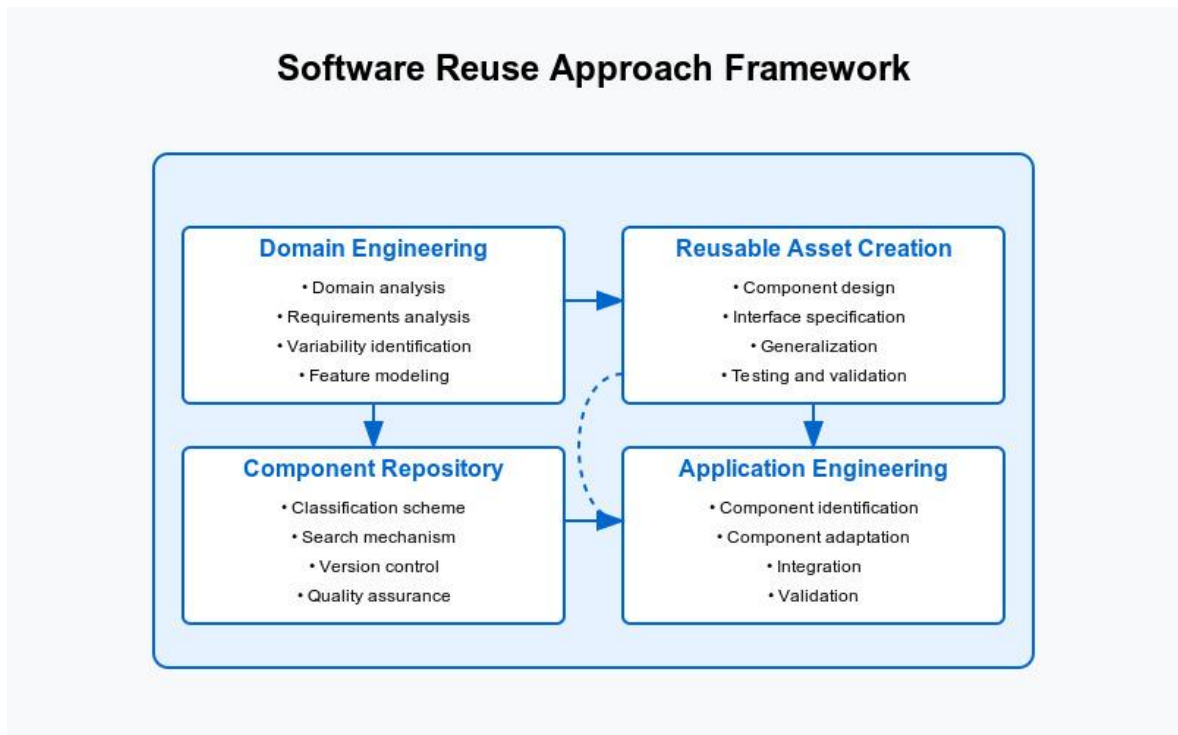 Software Reuse Approach Framework
Domain Engineering
• Domain analysis
• Requirements analysis
• Variability identification
• Feature modeling
Reusable Asset Creation
• Component design
• Interface specification
• Generalization
• Testing and validation
Component Repository
• Classification scheme
• Search mechanism
• Version control
• Quality assurance
Application Engineering
• Component identification
• Component adaptation
• Integration
• Validation